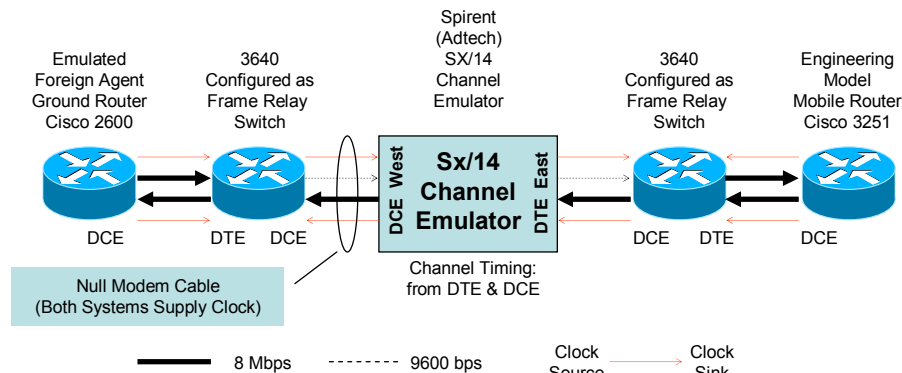 Spirent
(Adtech)
SX/14
Channel
Emulator
Emulated
Foreign Agent
Ground Router
Cisco 2600
3640
Configured as
Frame Relay
Switch
3640
Configured as
Frame Relay
Switch
Engineering
Model
Mobile Router
Cisco 3251
DCE West
Sx/14
Channel
Emulator
DTE East
DCE
DTE
DCE
DCE
DTE
DCE
Channel Timing:
from DTE & DCE
Null Modem Cable
(Both Systems Supply Clock)
8 Mbps
9600 bps
Clock
Source
Clock
Sink